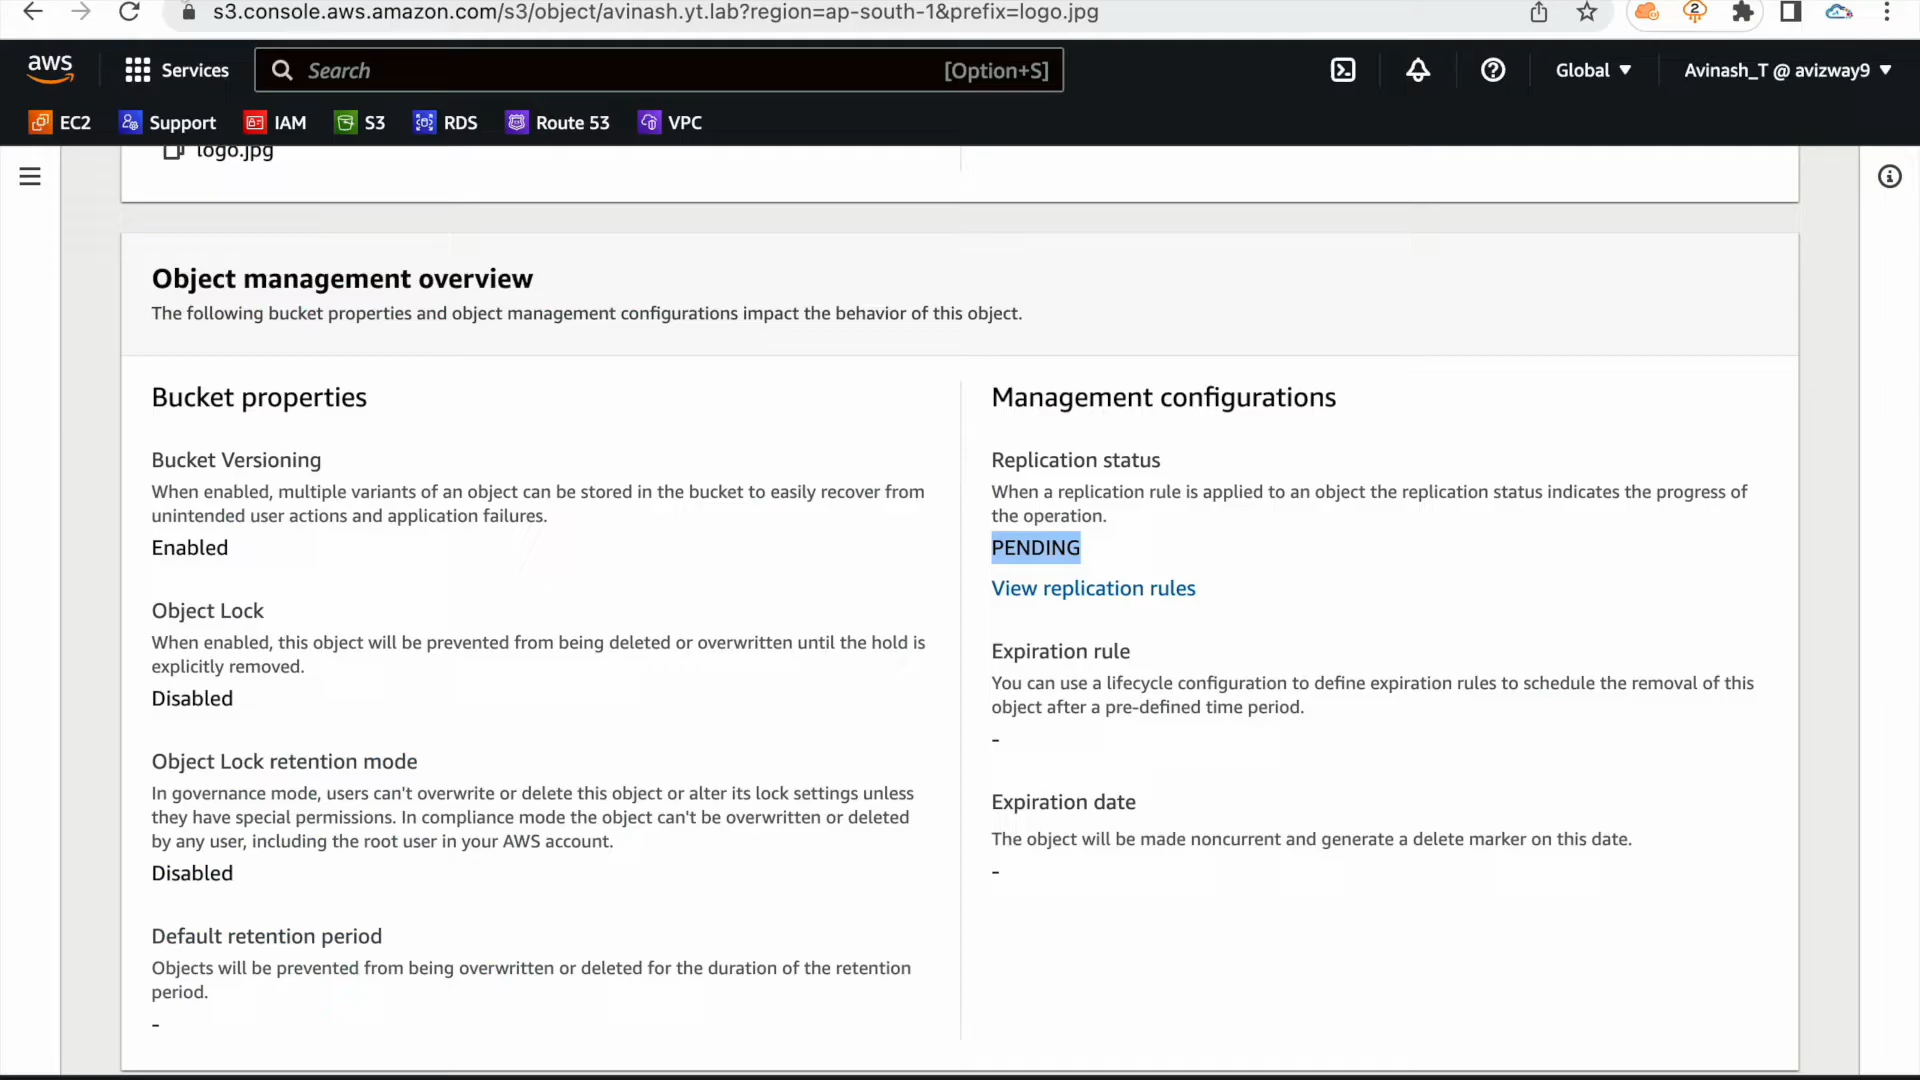 s3.console.aws.amazon.com/s3/object/avinash.yt.lab?region=ap-south-1&prefix=logo.jpg
2
aws
Services
Search
[Option+S]
Global
Avinash_T @ avizway9
EC2
Support
IAM
S3
RDS
Route 53
VPC
logo.jpg
Object management overview
The following bucket properties and object management configurations impact the behavior of this object.
Bucket properties
Bucket Versioning
When enabled, multiple variants of an object can be stored in the bucket to easily recover from
unintended user actions and application failures.
Enabled
Object Lock
When enabled, this object will be prevented from being deleted or overwritten until the hold is
explicitly removed.
Disabled
Object Lock retention mode
In governance mode, users can't overwrite or delete this object or alter its lock settings unless
they have special permissions. In compliance mode the object can't be overwritten or deleted
by any user, including the root user in your AWS account.
Disabled
Default retention period
Objects will be prevented from being overwritten or deleted for the duration of the retention
period.
-
Management configurations
Replication status
When a replication rule is applied to an object the replication status indicates the progress of
the operation.
PENDING
View replication rules
Expiration rule
You can use a lifecycle configuration to define expiration rules to schedule the removal of this
object after a pre-defined time period.
-
Expiration date
The object will be made noncurrent and generate a delete marker on this date.
-